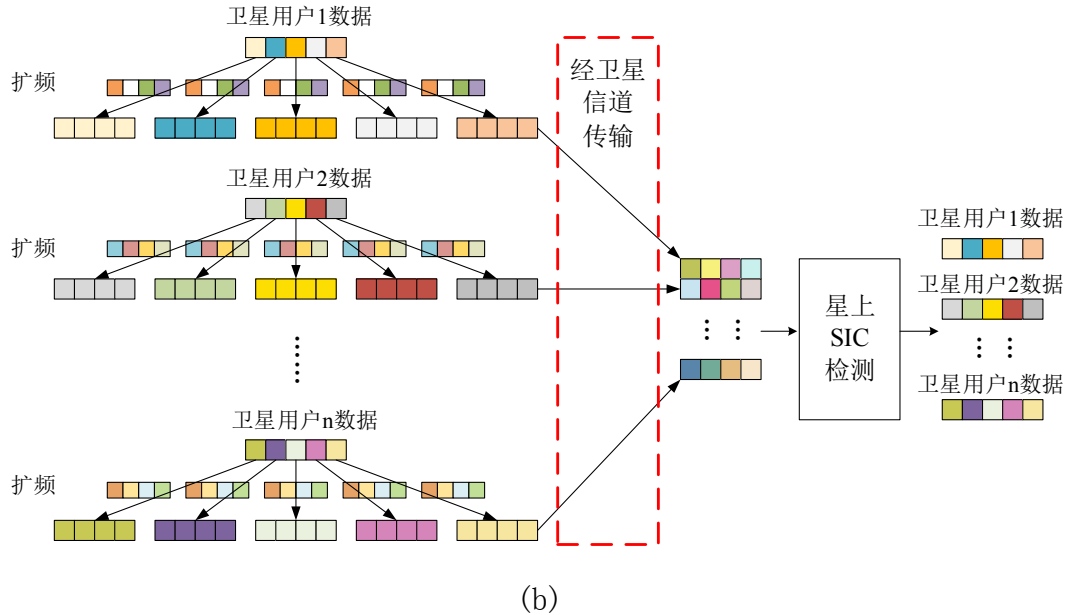 卫星用户1数据
扩频
卫星用户2数据
扩频
……
卫星用户n数据
扩频
经卫星
信道
传输
⋮ ⋮
星上
SIC
检测
卫星用户1数据
卫星用户2数据
⋮ ⋮
卫星用户n数据
(b)